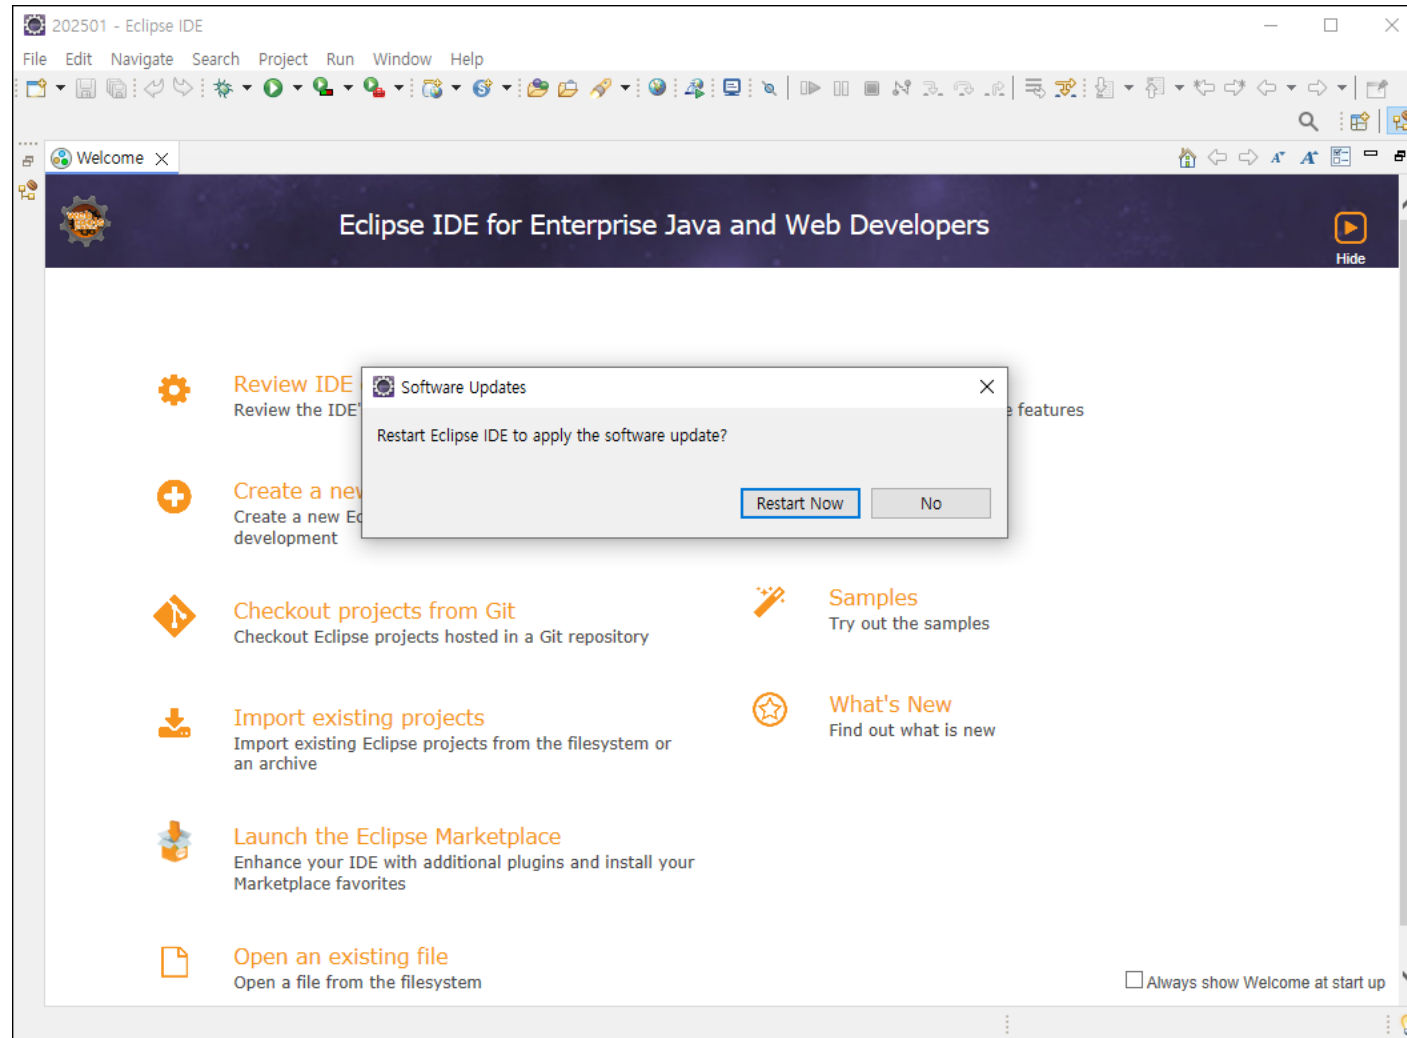 202501 - Eclipse IDE
File Edit Navigate Search Project Run Window Help
Welcome
Eclipse IDE for Enterprise Java and Web Developers
Hide
Review IDE
Review the IDE'
features
Software Updates
Restart Eclipse IDE to apply the software update?
Restart Now
No
Create a new
Create a new Ec
development
Checkout projects from Git
Checkout Eclipse projects hosted in a Git repository
Samples
Try out the samples
Import existing projects
Import existing Eclipse projects from the filesystem or
an archive
What's New
Find out what is new
Launch the Eclipse Marketplace
Enhance your IDE with additional plugins and install your
Marketplace favorites
Open an existing file
Open a file from the filesystem
Always show Welcome at start up